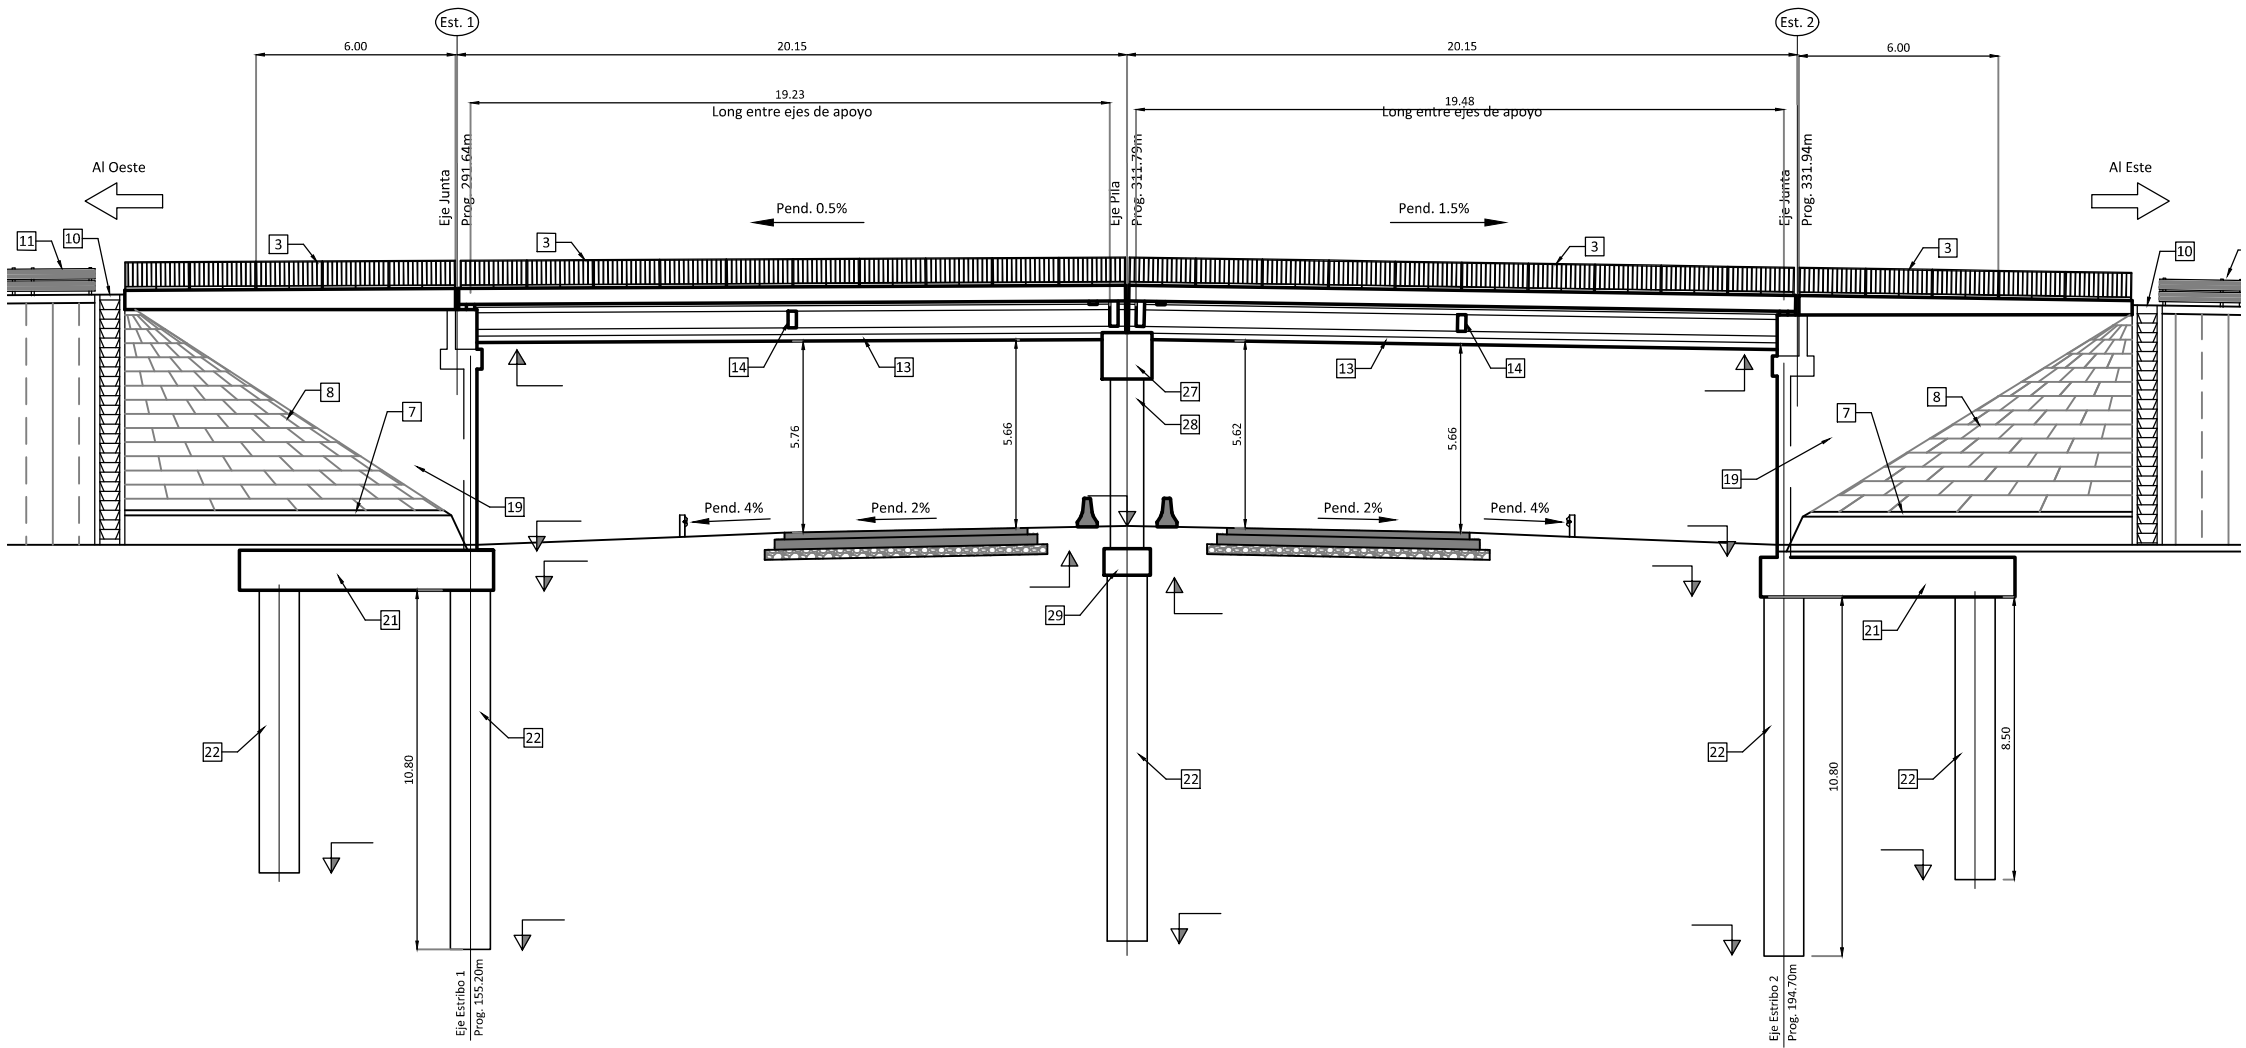 Est. 1
Est. 2
6.00
20.15
20.15
6.00
19.23
Long entre ejes de apoyo
19.48
Long entre ejes de apoyo
Eje Junta
Prog. 291.64m
Eje Pila
Prog. 311.79m
Eje Junta
Prog. 331.94m
Al Oeste
Al Este
Pend. 0.5%
Pend. 1.5%
11
10
3
3
3
3
10
14
13
13
14
27
28
8
7
7
8
5.76
5.66
5.62
5.66
19
19
Pend. 4%
Pend. 2%
Pend. 2%
Pend. 4%
21
29
21
22
22
22
22
22
10.80
10.80
8.50
Eje Estribo 1
Prog. 155.20m
Eje Estribo 2
Prog. 194.70m